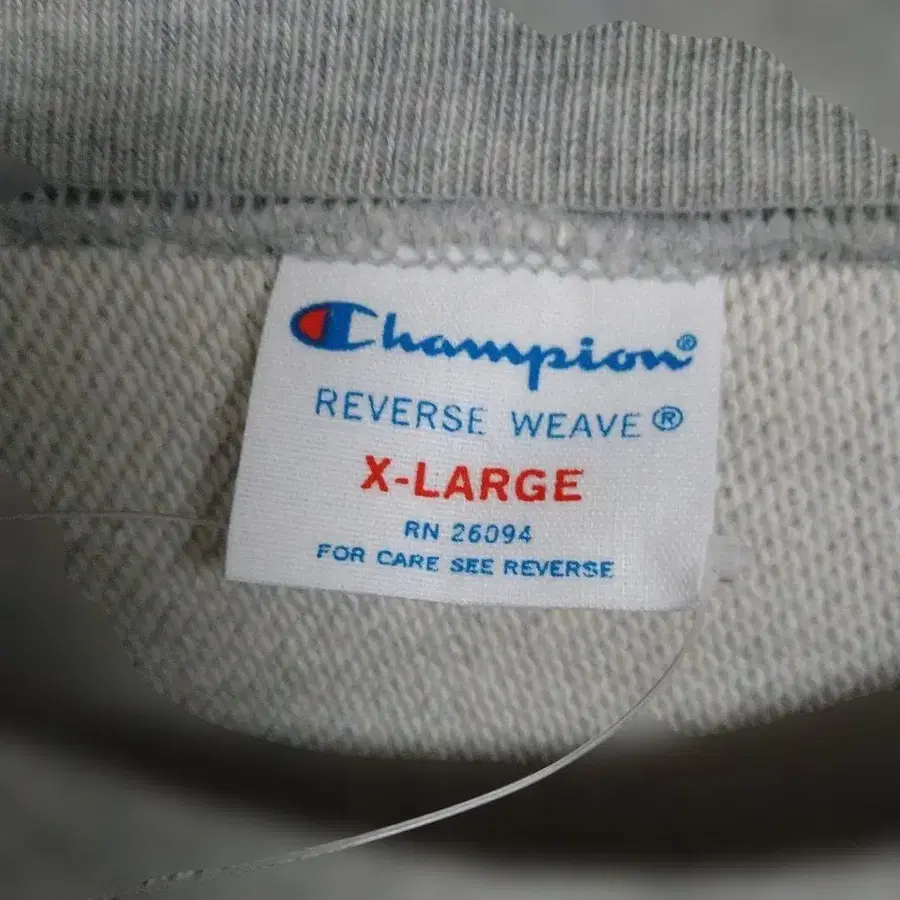 Champion®
REVERSE WEAVE®
X-LARGE
RN 26094
FOR CARE SEE REVERSE